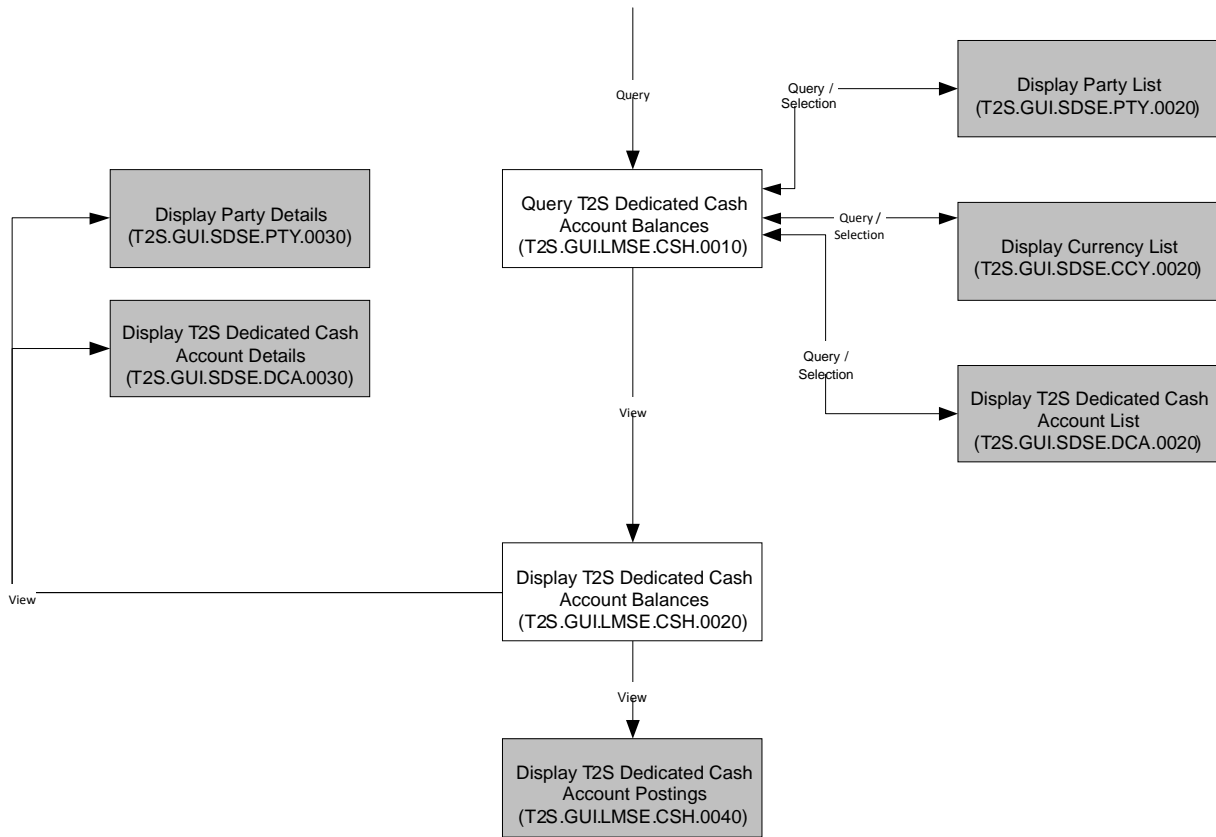 Query
Query /
Selection
Display Party List
(T2S.GUI.SDSE.PTY.0020)
Display Party Details
(T2S.GUI.SDSE.PTY.0030)
Query T2S Dedicated Cash
Account Balances
(T2S.GUI.LMSE.CSH.0010)
Query /
Selection
Display Currency List
(T2S.GUI.SDSE.CCY.0020)
Display T2S Dedicated Cash
Account Details
(T2S.GUI.SDSE.DCA.0030)
Query /
Selection
View
Display T2S Dedicated Cash
Account List
(T2S.GUI.SDSE.DCA.0020)
Display T2S Dedicated Cash
Account Balances
(T2S.GUI.LMSE.CSH.0020)
View
View
Display T2S Dedicated Cash
Account Postings
(T2S.GUI.LMSE.CSH.0040)